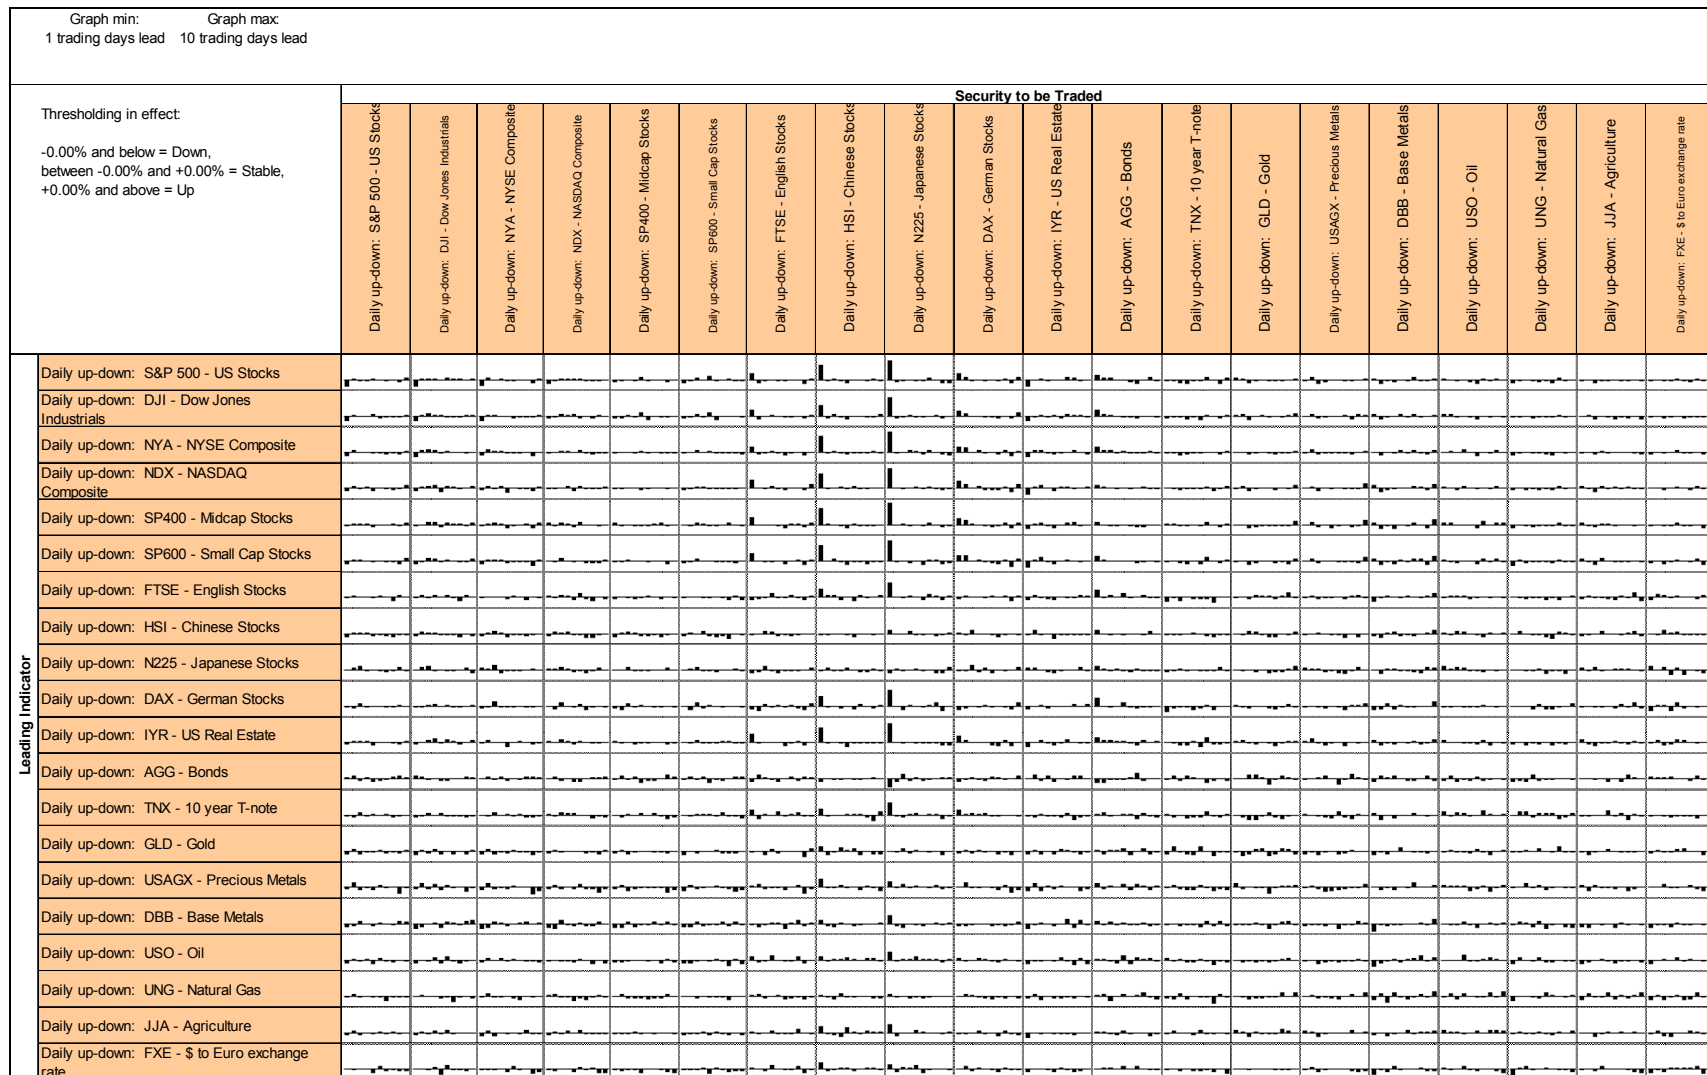 Graph min: Graph max:
1 trading days lead 10 trading days lead
Thresholding in effect:
-0.00% and below = Down,
between -0.00% and +0.00% = Stable,
+0.00% and above = Up
Security to be Traded
Daily up-down: S&P 500 - US Stocks
Daily up-down: DJI - Dow Jones Industrials
Daily up-down: NYA - NYSE Composite
Daily up-down: NDX - NASDAQ Composite
Daily up-down: SP400 - Midcap Stocks
Daily up-down: SP600 - Small Cap Stocks
Daily up-down: FTSE - English Stocks
Daily up-down: HSI - Chinese Stocks
Daily up-down: N225 - Japanese Stocks
Daily up-down: DAX - German Stocks
Daily up-down: IYR - US Real Estate
Daily up-down: AGG - Bonds
Daily up-down: TNX - 10 year T-note
Daily up-down: GLD - Gold
Daily up-down: USAGX - Precious Metals
Daily up-down: DBB - Base Metals
Daily up-down: USO - Oil
Daily up-down: UNG - Natural Gas
Daily up-down: JJA - Agriculture
Daily up-down: FXE - $ to Euro exchange rate
Leading Indicator
Daily up-down: S&P 500 - US Stocks
Daily up-down: DJI - Dow Jones
Industrials
Daily up-down: NYA - NYSE Composite
Daily up-down: NDX - NASDAQ
Composite
Daily up-down: SP400 - Midcap Stocks
Daily up-down: SP600 - Small Cap Stocks
Daily up-down: FTSE - English Stocks
Daily up-down: HSI - Chinese Stocks
Daily up-down: N225 - Japanese Stocks
Daily up-down: DAX - German Stocks
Daily up-down: IYR - US Real Estate
Daily up-down: AGG - Bonds
Daily up-down: TNX - 10 year T-note
Daily up-down: GLD - Gold
Daily up-down: USAGX - Precious Metals
Daily up-down: DBB - Base Metals
Daily up-down: USO - Oil
Daily up-down: UNG - Natural Gas
Daily up-down: JJA - Agriculture
Daily up-down: FXE - $ to Euro exchange
rate